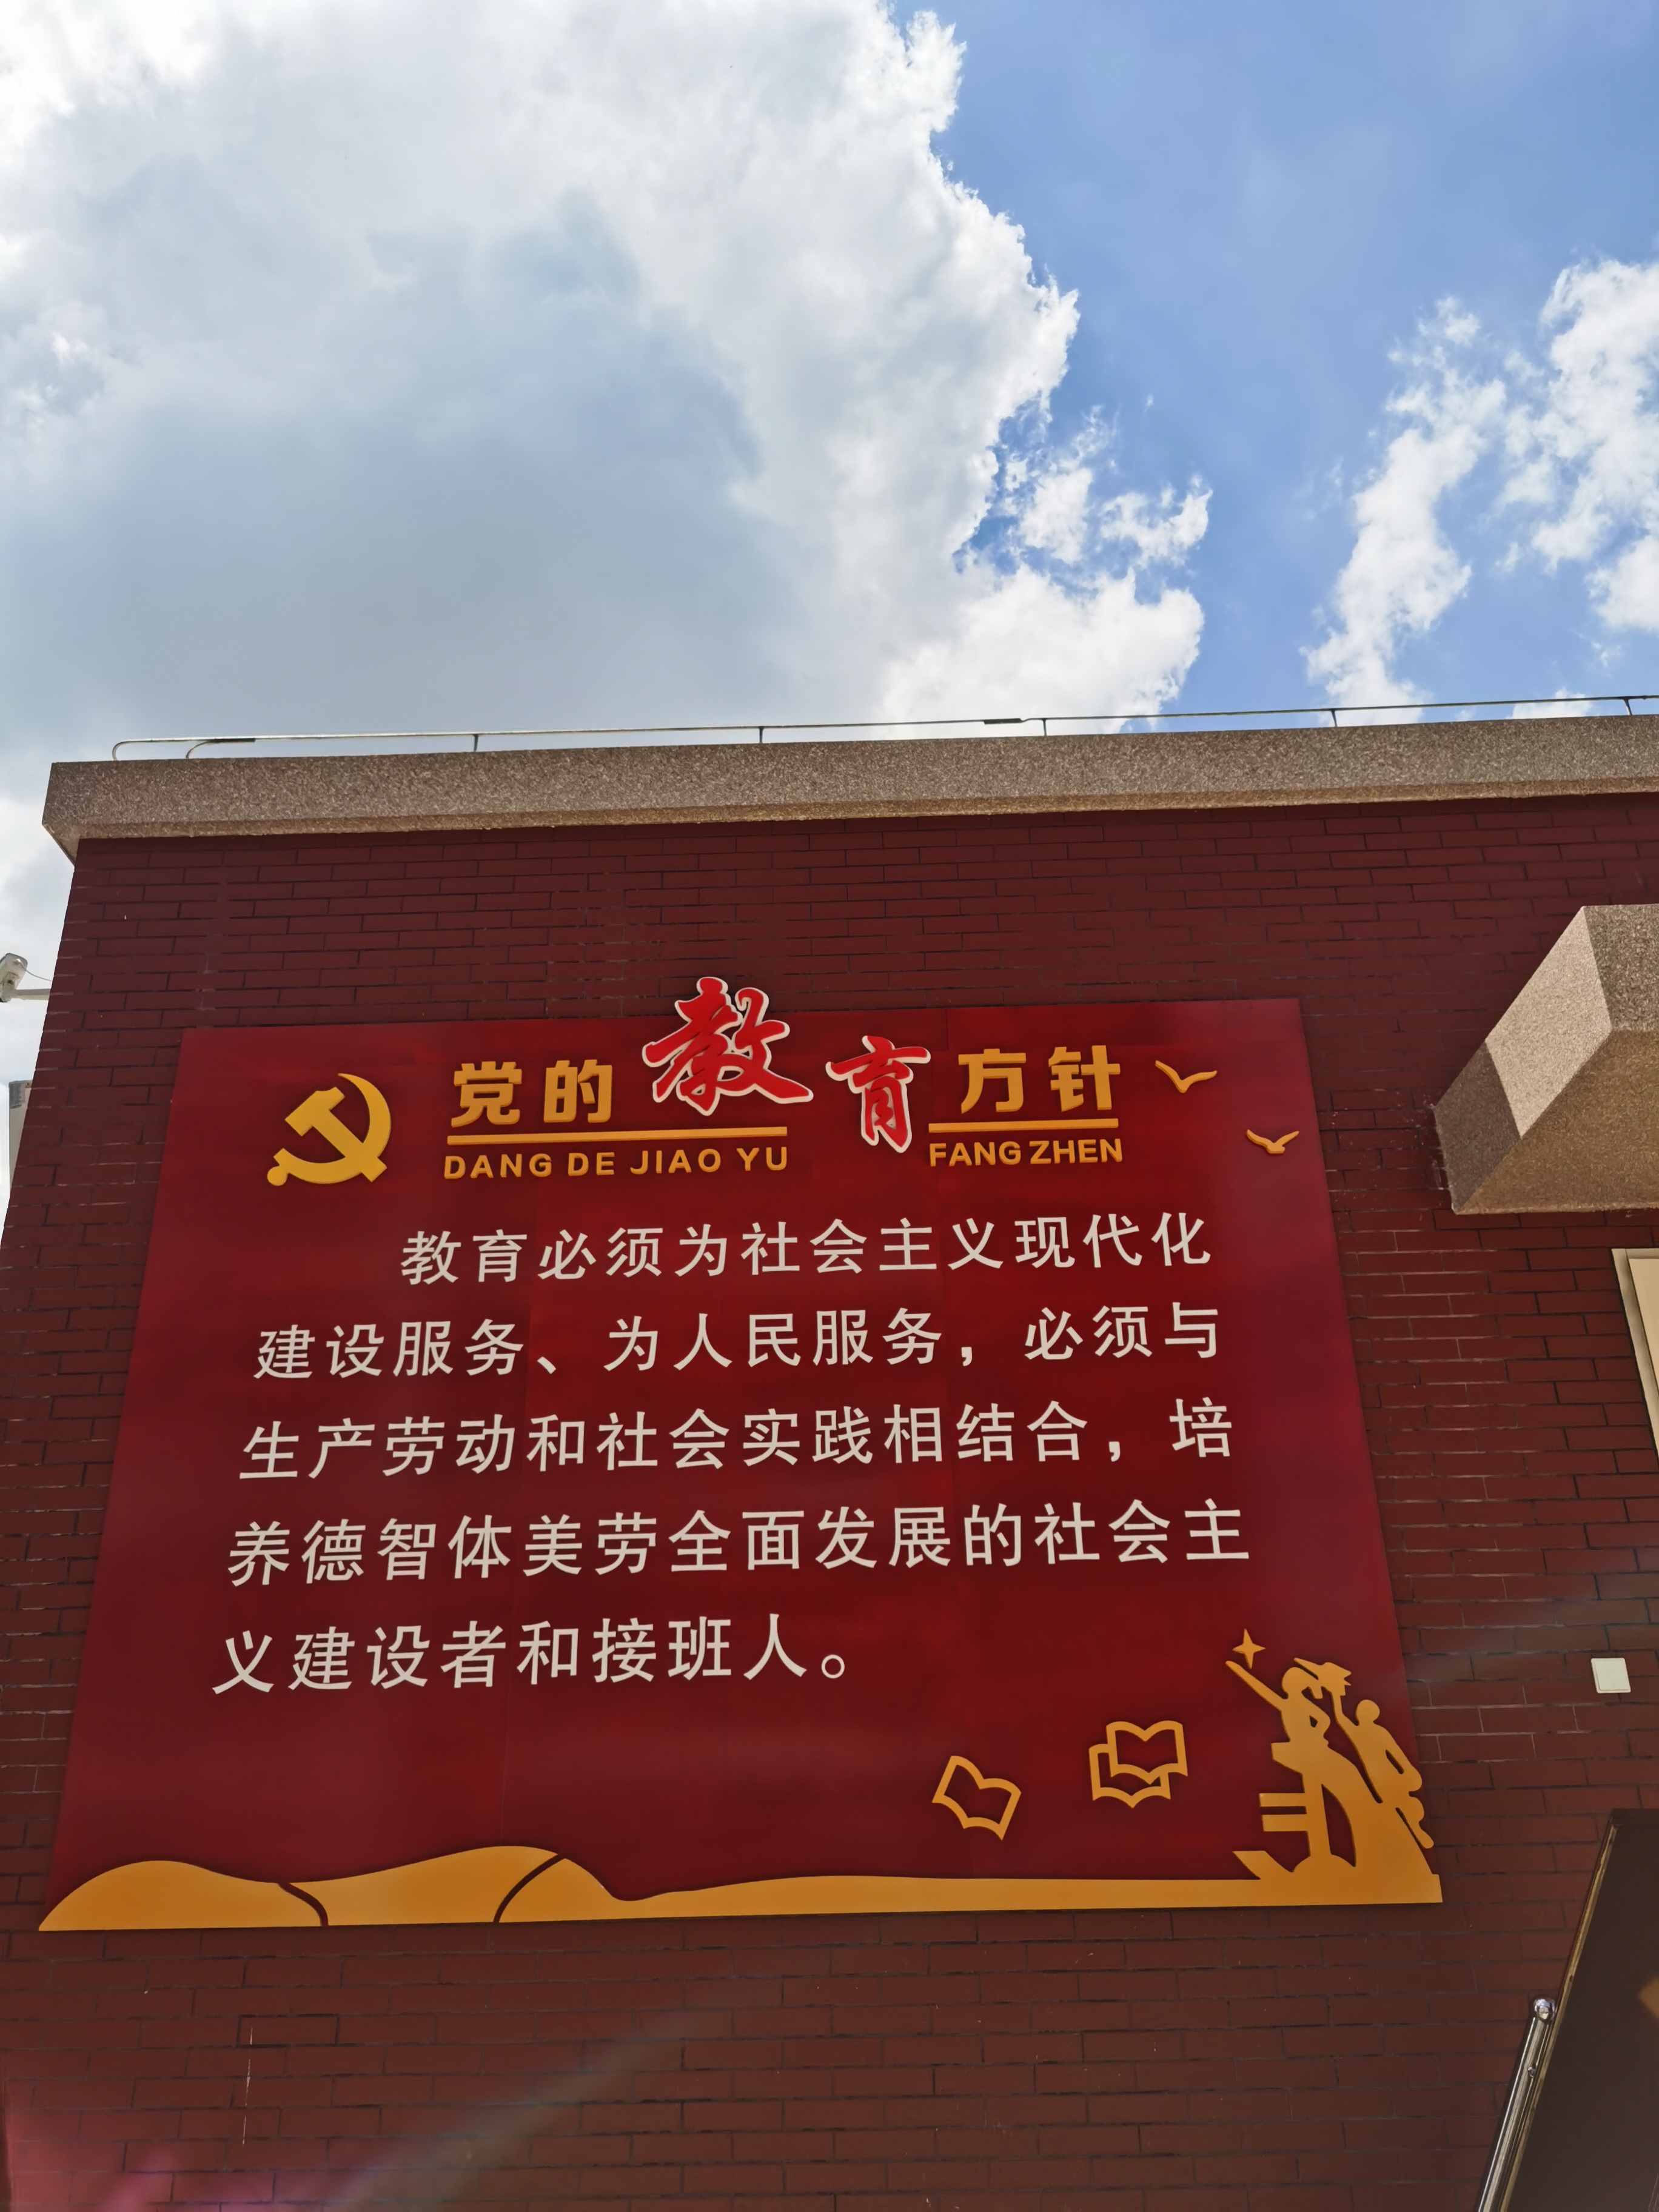 党的教育方针
DANG DE JIAO YU FANG ZHEN
教育必须为社会主义现代化
建设服务、为人民服务，必须与
生产劳动和社会实践相结合，培
养德智体美劳全面发展的社会主
义建设者和接班人。